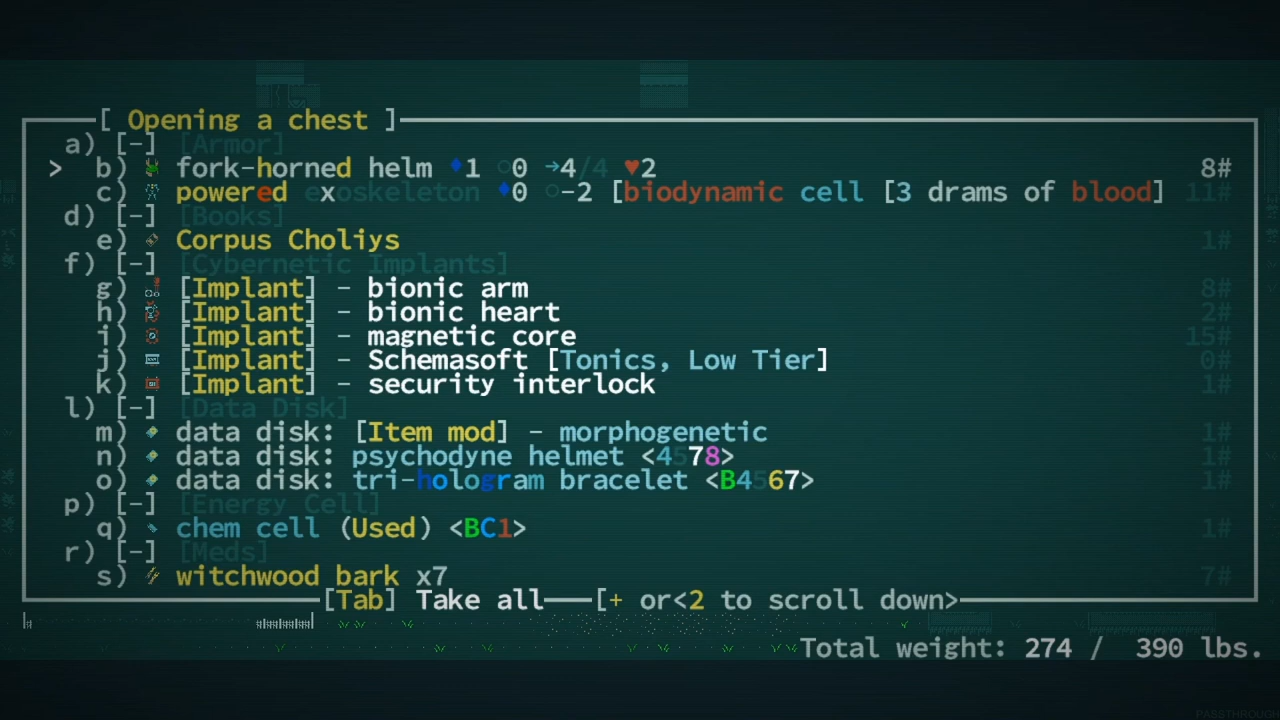 [ Opening a chest ]
a) [-] [Armor]
> b) fork-horned helm ♦1 ○0 →4/4 ♥2 8#
c) powered exoskeleton x ♦0 ○-2 [biodynamic cell [3 drams of blood] 11#
d) [-] [Books]
e) Corpus Choliys 1#
f) [-] [Cybernetic Implants]
g) [Implant] - bionic arm 8#
h) [Implant] - bionic heart 2#
i) [Implant] - magnetic core 15#
j) [Implant] - Schemasoft [Tonics, Low Tier] 0#
k) [Implant] - security interlock 1#
l) [-] [Data Disk]
m) data disk: [Item mod] - morphogenetic 1#
n) data disk: psychodyne helmet <4578> 1#
o) data disk: tri-hologram bracelet <B4567> 1#
p) [-] [Energy Cell]
q) chem cell (Used) <BC1> 1#
r) [-] [Meds]
s) witchwood bark x7 7#
[Tab] Take all [+ or<2 to scroll down>
Total weight: 274 / 390 lbs.